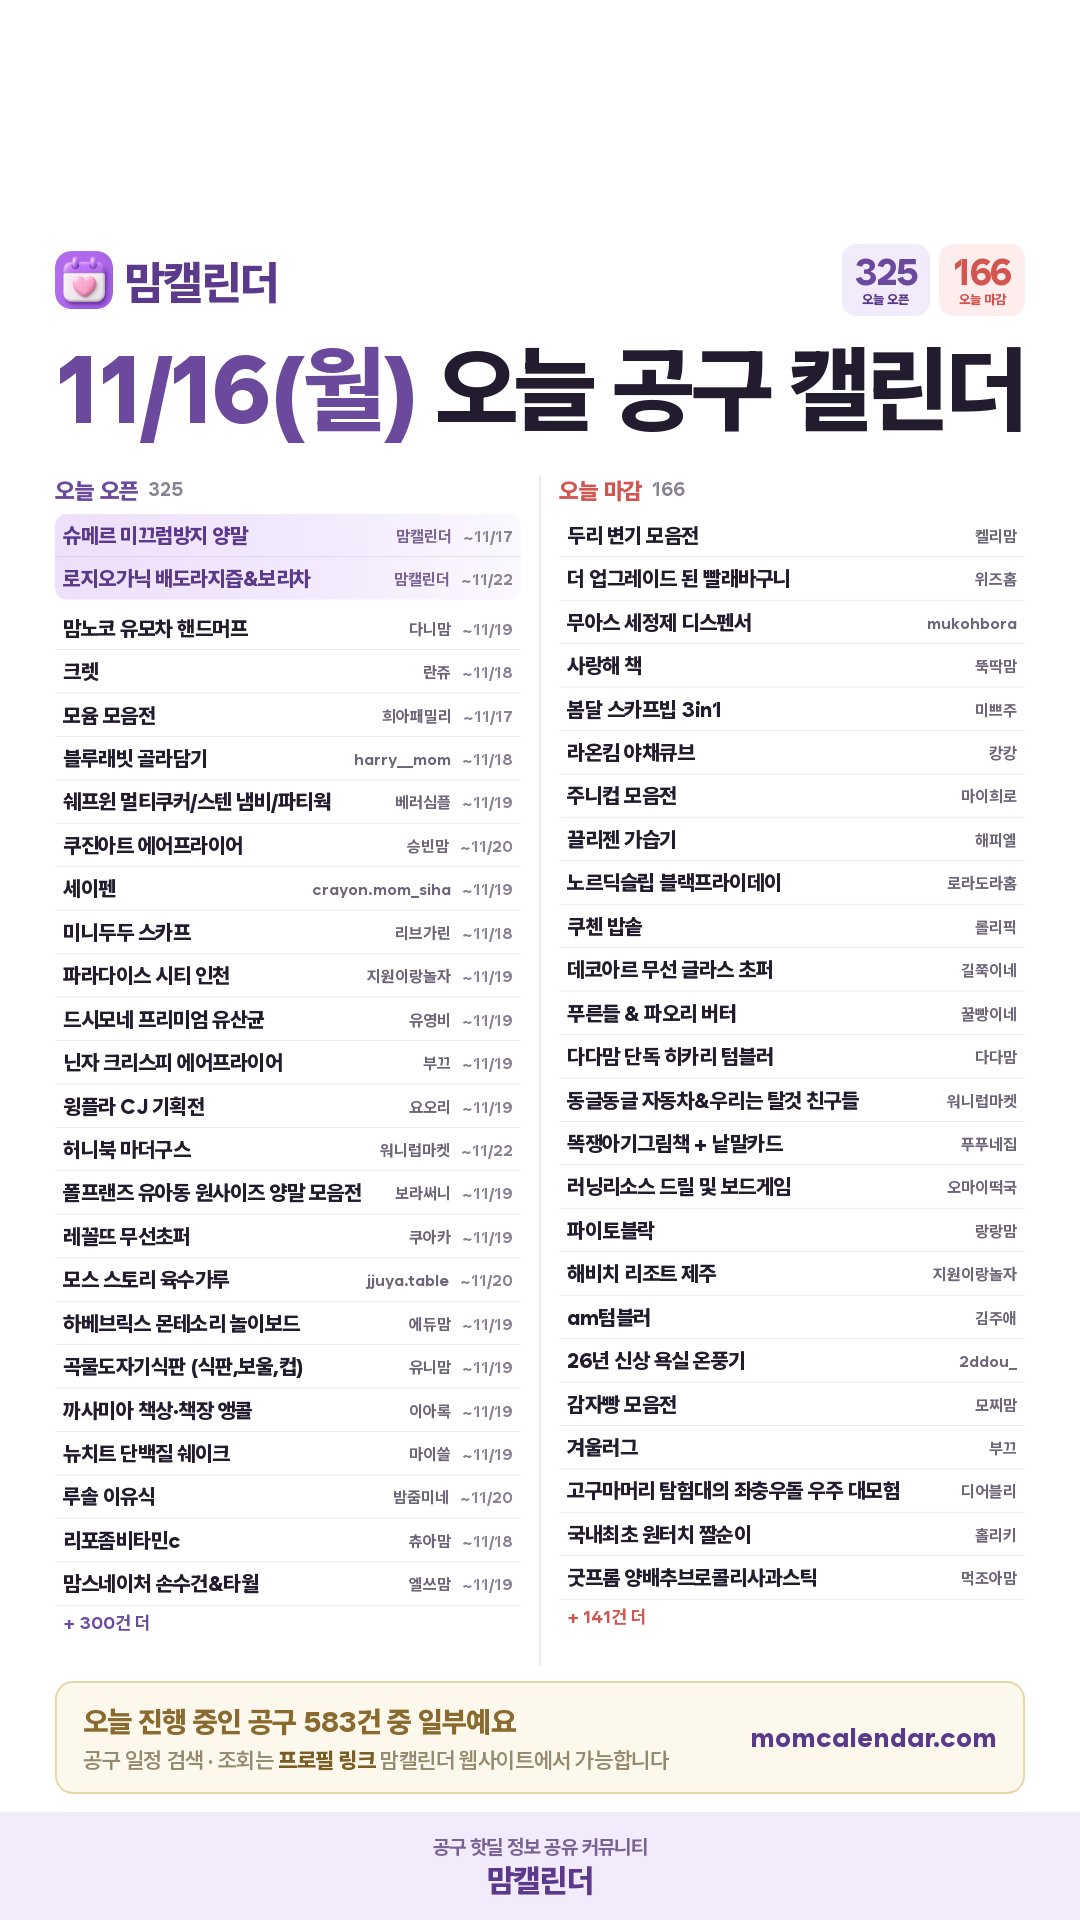 맘캘린더
325
오늘 오픈
166
오늘 마감
11/16(월) 오늘 공구 캘린더
오늘 오픈 325
슈메르 미끄럼방지 양말 맘캘린더 ~11/17
로지오가닉 배도라지즙&보리차 맘캘린더 ~11/22
맘노코 유모차 핸드머프 다니맘 ~11/19
크렛 란쥬 ~11/18
모윰 모음전 희아패밀리 ~11/17
블루래빗 골라담기 harry__mom ~11/18
쉐프윈 멀티쿠커/스텐 냄비/파티웍 베러심플 ~11/19
쿠진아트 에어프라이어 승빈맘 ~11/20
세이펜 crayon.mom_siha ~11/19
미니두두 스카프 리브가린 ~11/18
파라다이스 시티 인천 지원이랑놀자 ~11/19
드시모네 프리미엄 유산균 유영비 ~11/19
닌자 크리스피 에어프라이어 부끄 ~11/19
윙플라 CJ 기획전 요오리 ~11/19
허니북 마더구스 워니럽마켓 ~11/22
폴프랜즈 유아동 원사이즈 양말 모음전 보라써니 ~11/19
레꼴뜨 무선초퍼 쿠아카 ~11/19
모스 스토리 육수가루 jjuya.table ~11/20
하베브릭스 몬테소리 놀이보드 에듀맘 ~11/19
곡물도자기식판 (식판,보울,컵) 유니맘 ~11/19
까사미아 책상·책장 앵콜 이아록 ~11/19
뉴치트 단백질 쉐이크 마이쏠 ~11/19
루솔 이유식 밤줌미네 ~11/20
리포좀비타민c 츄아맘 ~11/18
맘스네이처 손수건&타월 엘쓰맘 ~11/19
+ 300건 더
오늘 마감 166
두리 변기 모음전 켈리맘
더 업그레이드 된 빨래바구니 위즈홈
무아스 세정제 디스펜서 mukohbora
사랑해 책 뚝딱맘
봄달 스카프빕 3in1 미쁘주
라온킴 야채큐브 캉캉
주니컵 모음전 마이희로
끌리젠 가습기 해피엘
노르딕슬립 블랙프라이데이 로라도라홈
쿠첸 밥솥 롤리픽
데코아르 무선 글라스 초퍼 길쭉이네
푸른들 & 파오리 버터 꿀빵이네
다다맘 단독 히카리 텀블러 다다맘
동글동글 자동차&우리는 탈것 친구들 워니럽마켓
똑쟁아기그림책 + 낱말카드 푸푸네집
러닝리소스 드릴 및 보드게임 오마이떡국
파이토블락 랑랑맘
해비치 리조트 제주 지원이랑놀자
am텀블러 김주애
26년 신상 욕실 온풍기 2ddou_
감자빵 모음전 모찌맘
겨울러그 부끄
고구마머리 탐험대의 좌충우돌 우주 대모험 디어블리
국내최초 원터치 짤순이 홀리키
굿프롬 양배추브로콜리사과스틱 먹조아맘
+ 141건 더
오늘 진행 중인 공구 583건 중 일부예요
공구 일정 검색 · 조회는 프로필 링크 맘캘린더 웹사이트에서 가능합니다
momcalendar.com
공구 핫딜 정보 공유 커뮤니티
맘캘린더